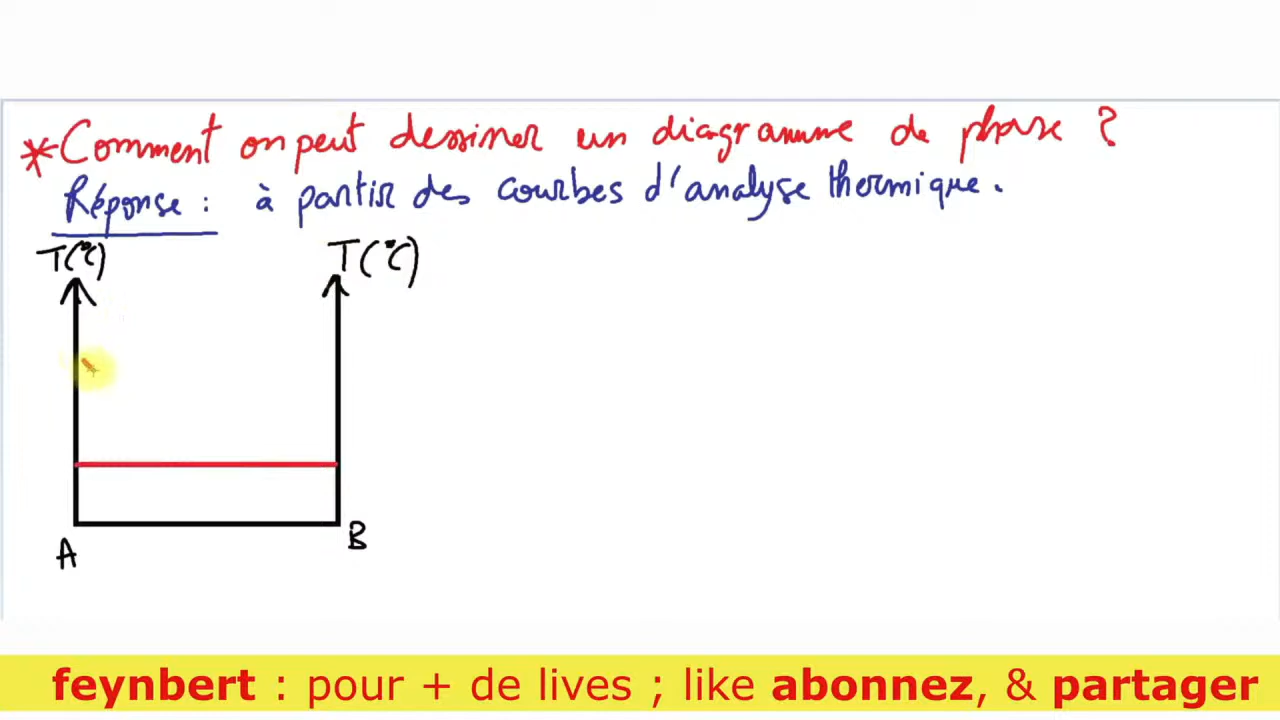 *Comment on peut dessiner un diagramme de phase ?
Réponse : à partir des courbes d'analyse thermique.
T(°C) T(°C)
A B
feynbert : pour + de lives ; like abonnez, & partager